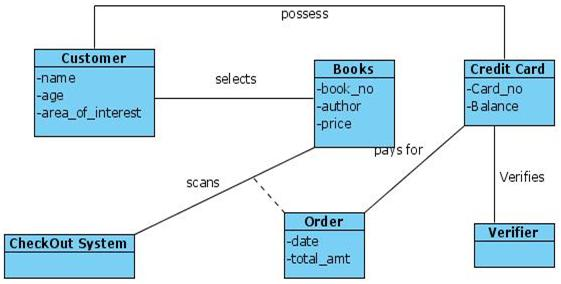 possess
Customer
-name
-age
-area_of_interest
selects
Books
-book_no
-author
-price
Credit Card
-Card_no
-Balance
pays for
scans
Verifies
CheckOut System
Order
-date
-total_amt
Verifier